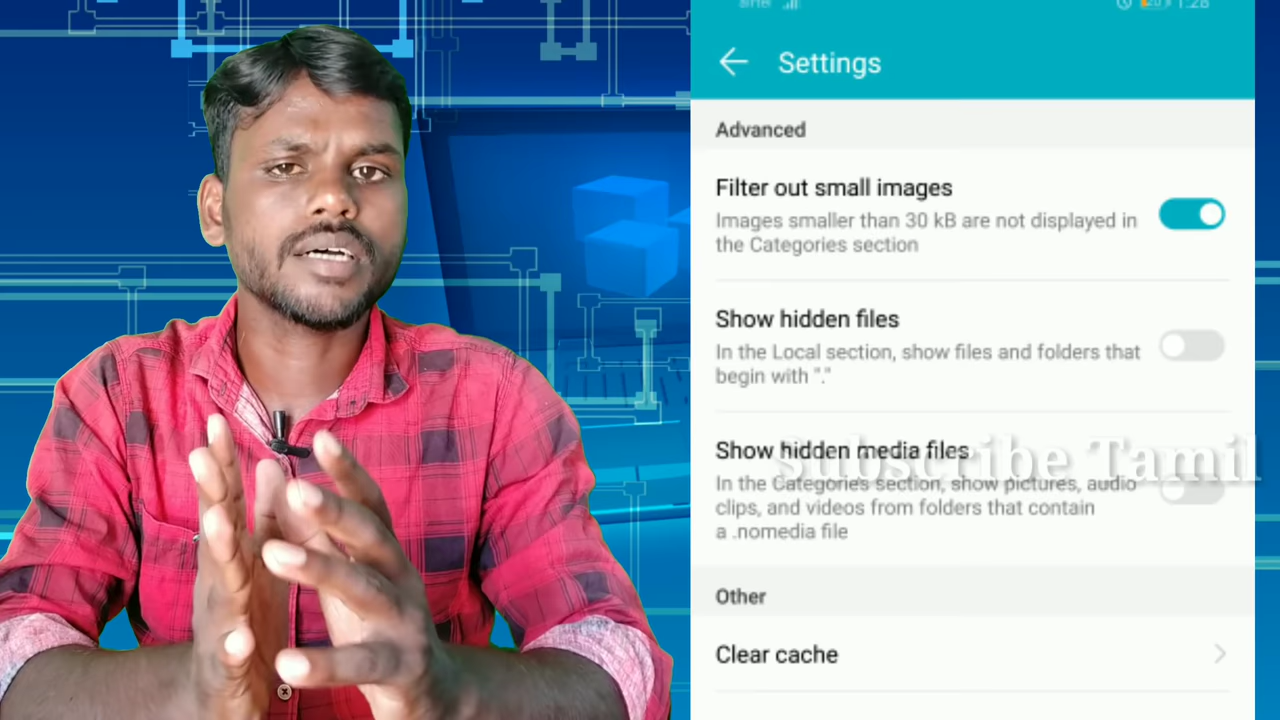 1:28
Settings
Advanced
Filter out small images
Images smaller than 30 kB are not displayed in
the Categories section
Show hidden files
In the Local section, show files and folders that
begin with "."
Show hidden media files
Subscribe Tamil
In the Categories section, show pictures, audio
clips, and videos from folders that contain
a .nomedia file
Other
Clear cache